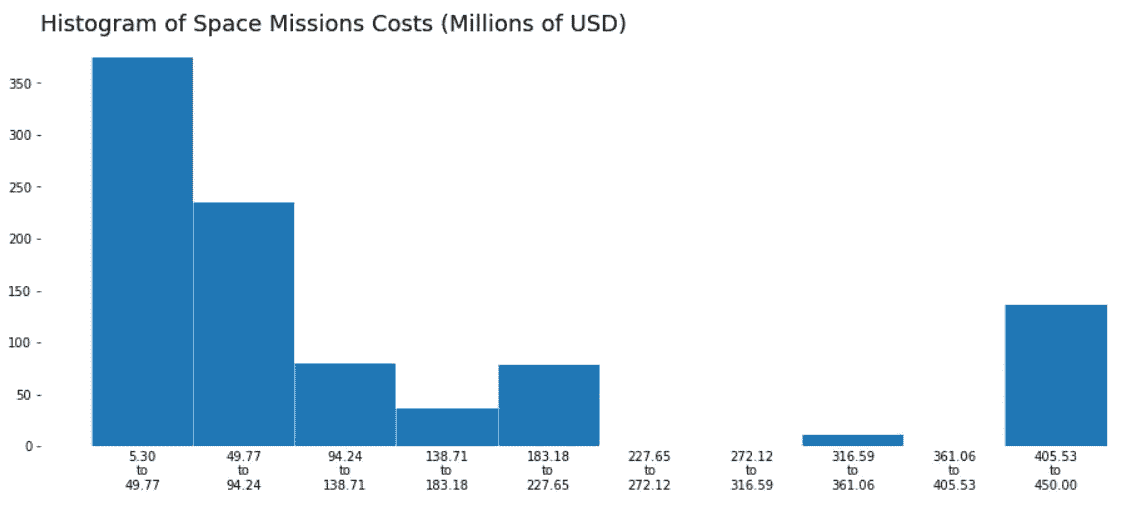 Histogram of Space Missions Costs (Millions of USD)
350
300
250
200
150
100
50
0
5.30 49.77 94.24 138.71 183.18 227.65 272.12 316.59 361.06 405.53
to to to to to to to to to to
49.77 94.24 138.71 183.18 227.65 272.12 316.59 361.06 405.53 450.00